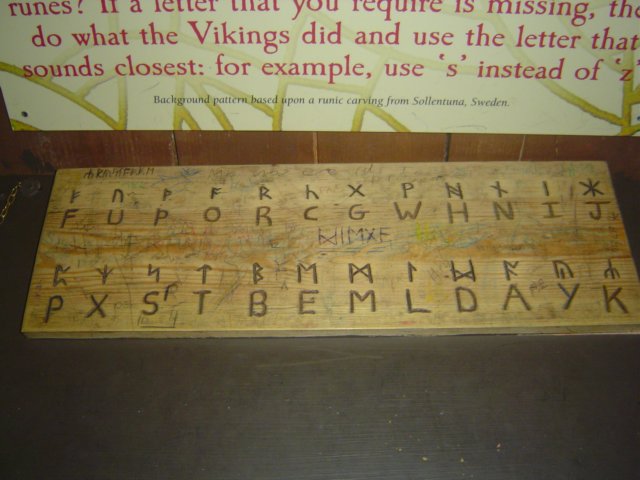 runes? If a letter that you require is missing, the
do what the Vikings did and use the letter that
sounds closest: for example, use 's' instead of 'z'
Background pattern based upon a runic carving from Sollentuna, Sweden.
ᚠ ᚢ ᚹ ᚩ ᚱ ᚳ ᚷ ᚹ ᚻ ᚾ ᛁ ᛡ
F U P O R C G W H N I J
ᛈ ᛉ ᛋ ᛏ ᛒ ᛖ ᛗ ᛚ ᛞ ᚪ
P X S T B E M L D A Y K